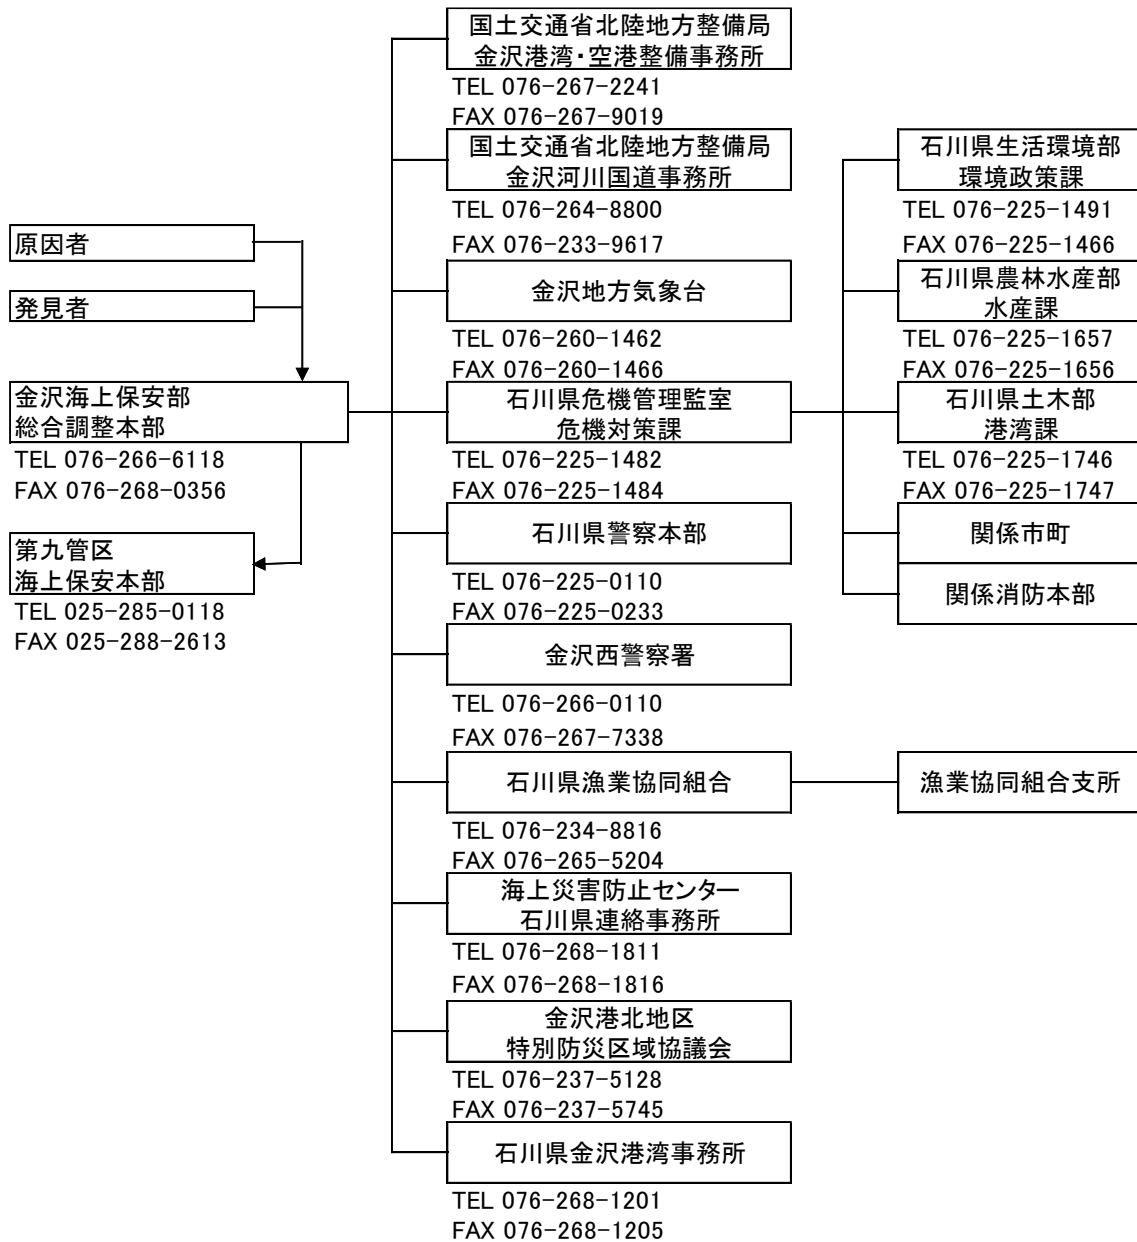 原因者
発見者
金沢海上保安部
総合調整本部
TEL 076-266-6118
FAX 076-268-0356
第九管区
海上保安本部
TEL 025-285-0118
FAX 025-288-2613
国土交通省北陸地方整備局
金沢港湾・空港整備事務所
TEL 076-267-2241
FAX 076-267-9019
国土交通省北陸地方整備局
金沢河川国道事務所
TEL 076-264-8800
FAX 076-233-9617
金沢地方気象台
TEL 076-260-1462
FAX 076-260-1466
石川県危機管理監室
危機対策課
TEL 076-225-1482
FAX 076-225-1484
石川県警察本部
TEL 076-225-0110
FAX 076-225-0233
金沢西警察署
TEL 076-266-0110
FAX 076-267-7338
石川県漁業協同組合
TEL 076-234-8816
FAX 076-265-5204
海上災害防止センター
石川県連絡事務所
TEL 076-268-1811
FAX 076-268-1816
金沢港北地区
特別防災区域協議会
TEL 076-237-5128
FAX 076-237-5745
石川県金沢港湾事務所
TEL 076-268-1201
FAX 076-268-1205
石川県生活環境部
環境政策課
TEL 076-225-1491
FAX 076-225-1466
石川県農林水産部
水産課
TEL 076-225-1657
FAX 076-225-1656
石川県土木部
港湾課
TEL 076-225-1746
FAX 076-225-1747
関係市町
関係消防本部
漁業協同組合支所